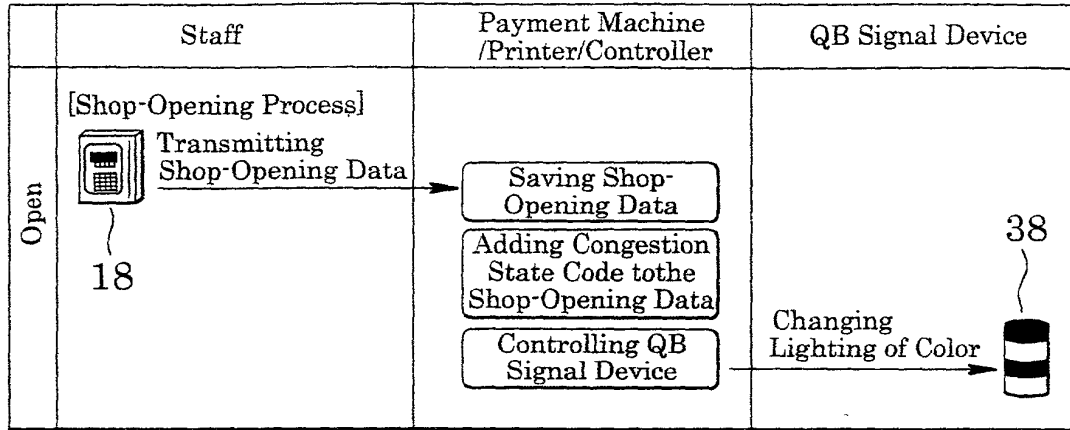 Staff
Payment Machine
/Printer/Controller
QB Signal Device
Open
[Shop-Opening Process]
Transmitting
Shop-Opening Data
18
Saving Shop-
Opening Data
Adding Congestion
State Code tothe
Shop-Opening Data
Controlling QB
Signal Device
Changing
Lighting of Color
38